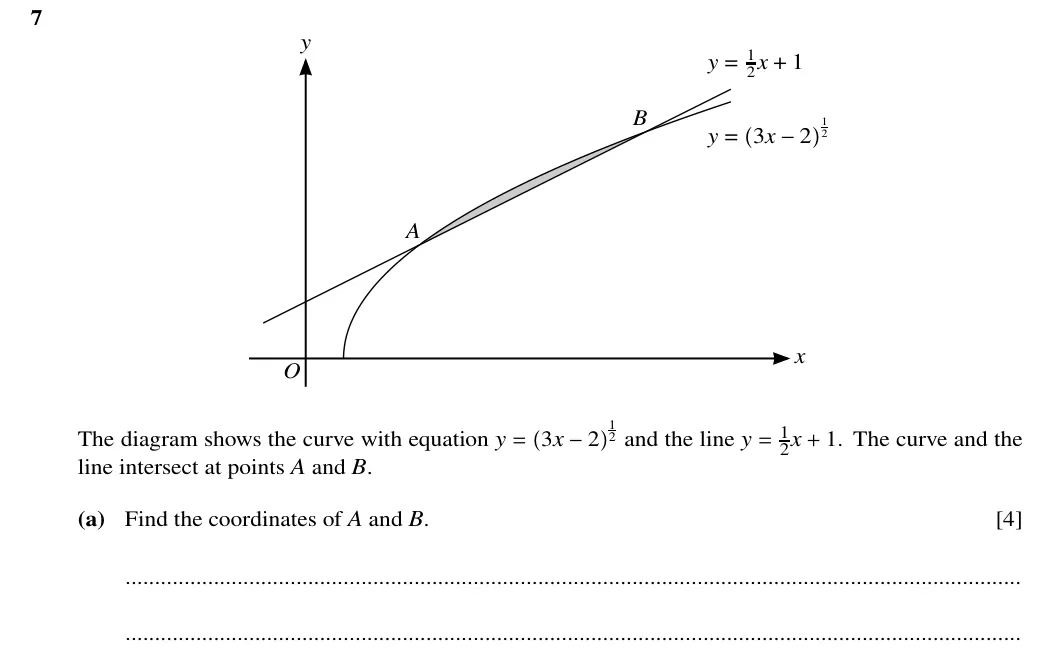 7
y
y = 1/2x + 1
B
y = (3x − 2)^1/2
A
O
x
The diagram shows the curve with equation y = (3x − 2)^1/2 and the line y = 1/2x + 1. The curve and the
line intersect at points A and B.
(a) Find the coordinates of A and B. [4]